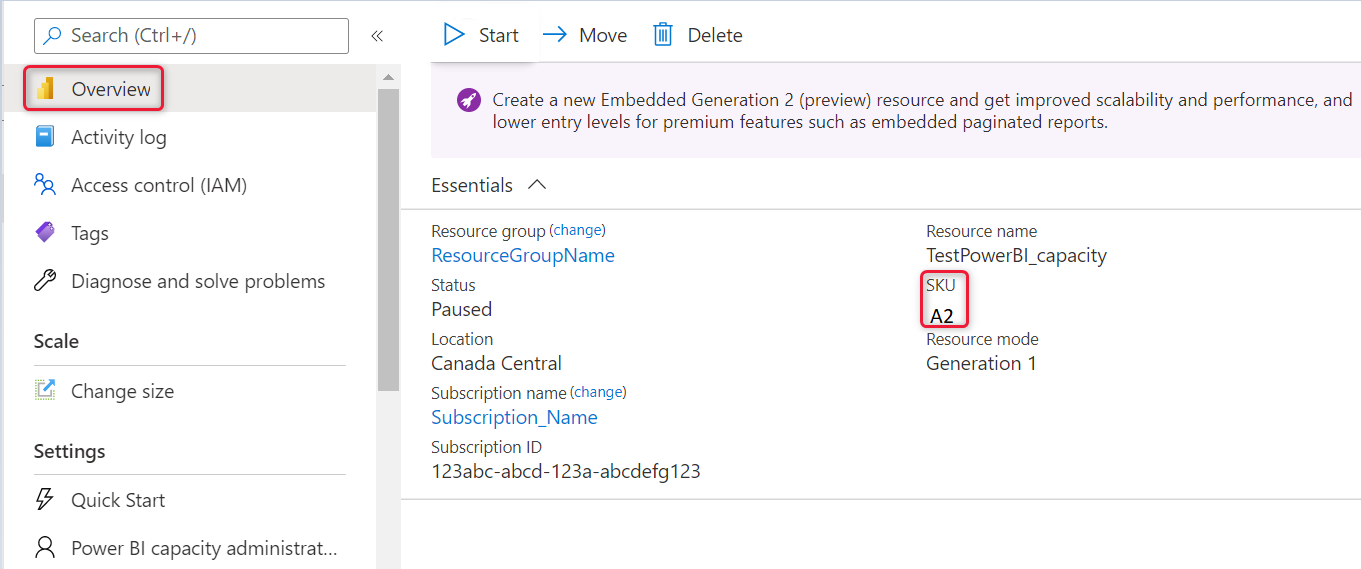 Search (Ctrl+/)
«
Overview
Activity log
Access control (IAM)
Tags
Diagnose and solve problems
Scale
Change size
Settings
Quick Start
Power BI capacity administrat...
Start
Move
Delete
Create a new Embedded Generation 2 (preview) resource and get improved scalability and performance, and
lower entry levels for premium features such as embedded paginated reports.
Essentials
Resource group (change)
ResourceGroupName
Status
Paused
Location
Canada Central
Subscription name (change)
Subscription_Name
Subscription ID
123abc-abcd-123a-abcdefg123
Resource name
TestPowerBI_capacity
SKU
A2
Resource mode
Generation 1